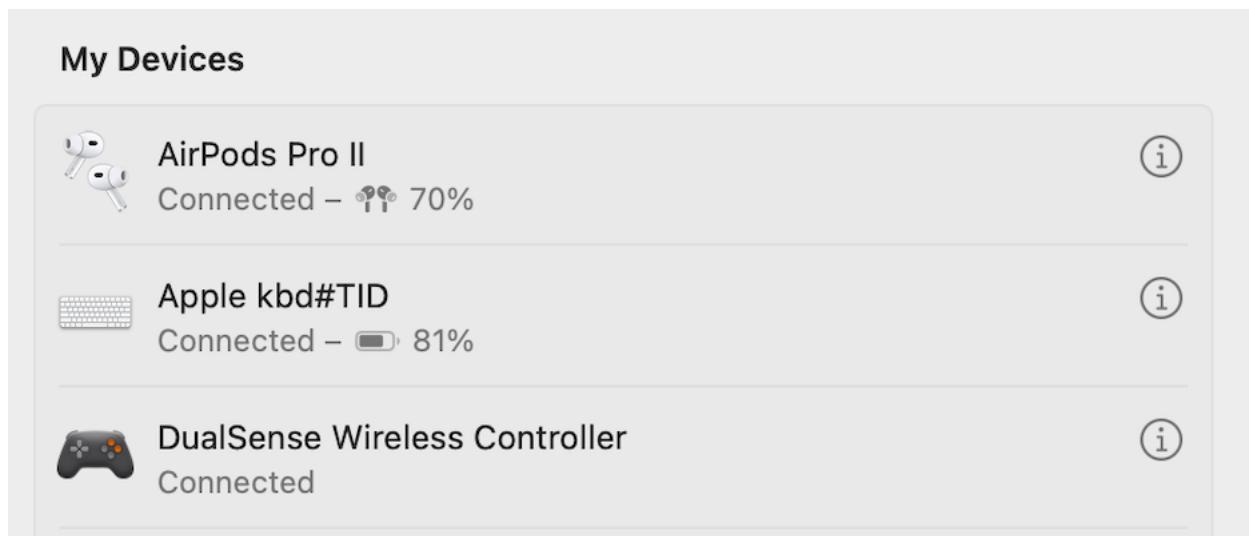 My Devices
AirPods Pro II
Connected – 70%
Apple kbd#TID
Connected – 81%
DualSense Wireless Controller
Connected